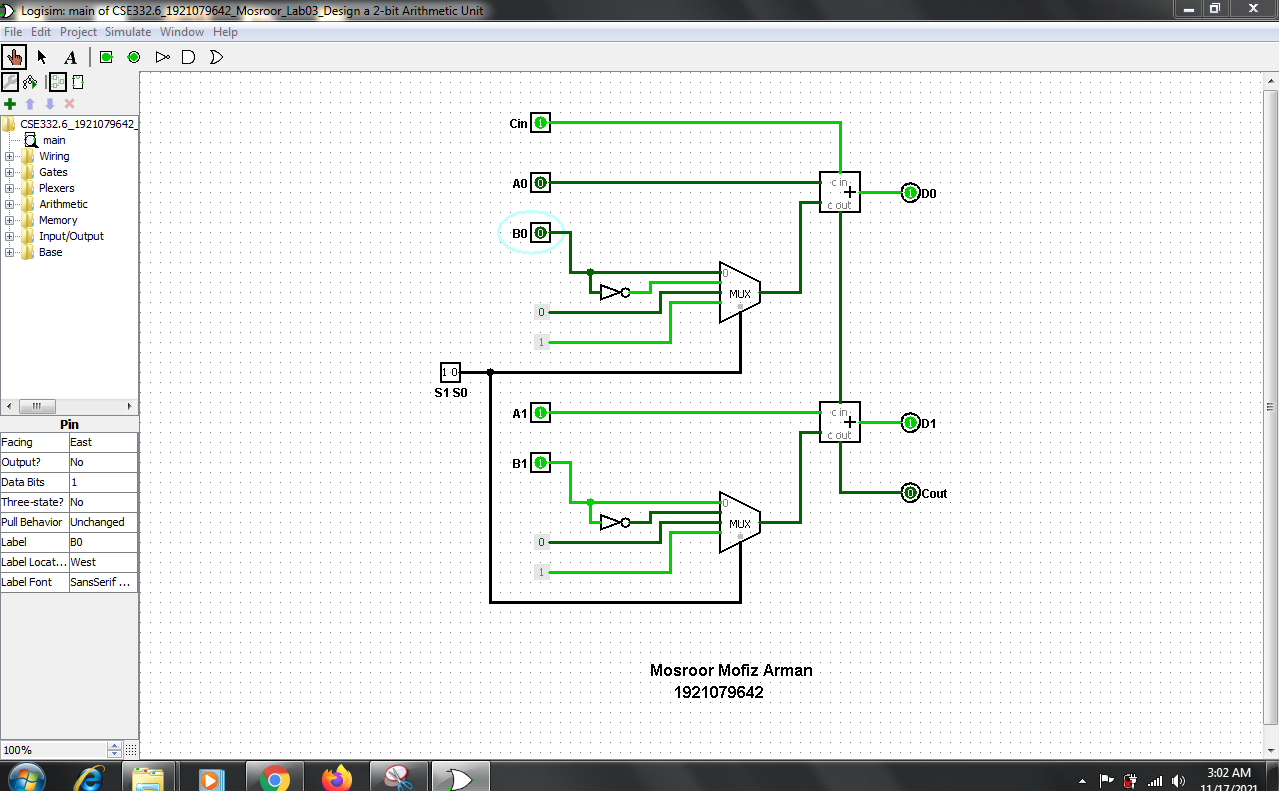 Logisim: main of CSE332.6_1921079642_Mosroor_Lab03_Design a 2-bit Arithmetic Unit
File Edit Project Simulate Window Help
A
CSE332.6_1921079642_
main
Wiring
Gates
Plexers
Arithmetic
Memory
Input/Output
Base
Pin
Facing East
Output? No
Data Bits 1
Three-state? No
Pull Behavior Unchanged
Label B0
Label Locat... West
Label Font SansSerif ...
100%
Cin 1
A0 0
c in
+
c out
1 D0
B0 0
0
MUX
0
1
1 0
S1 S0
A1 1
c in
+
c out
1 D1
B1 1
0
MUX
0 Cout
0
1
Mosroor Mofiz Arman
1921079642
3:02 AM
11/17/2021